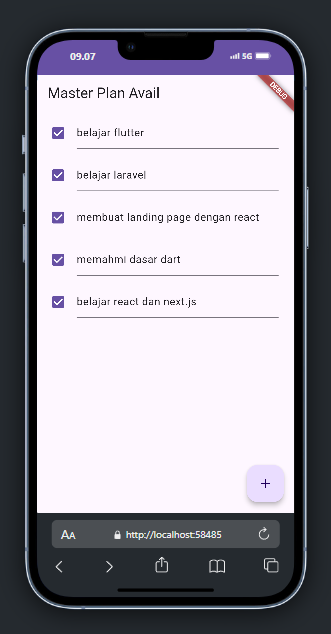 09.07
5G
DEBUG
Master Plan Avail
belajar flutter
belajar laravel
membuat landing page dengan react
memahmi dasar dart
belajar react dan next.js
+
AA
http://localhost:58485